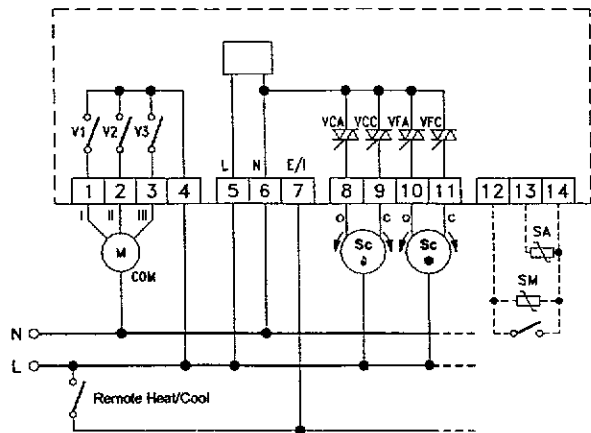 V1 V2 V3
VCA VCC VFA VFC
L N E/I
1 2 3 4 5 6 7 8 9 10 11 12 13 14
I II III
O C O C
M
COM
Sc
Sc
SA
SM
N
L
Remote Heat/Cool